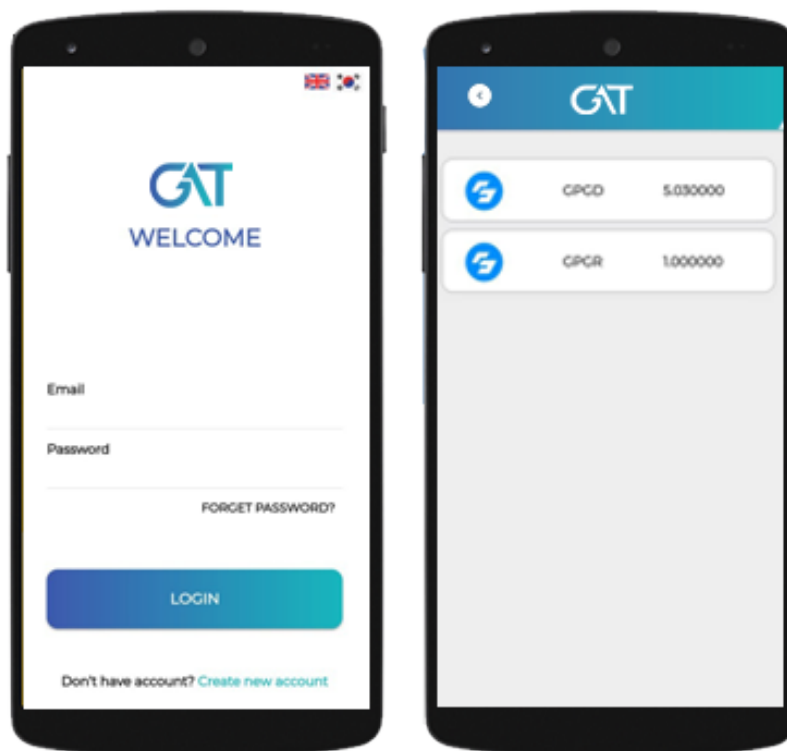 GAT
WELCOME
Email
Password
FORGET PASSWORD?
LOGIN
Don't have account? Create new account
GAT
GPGD 5.030000
GPGR 1.000000